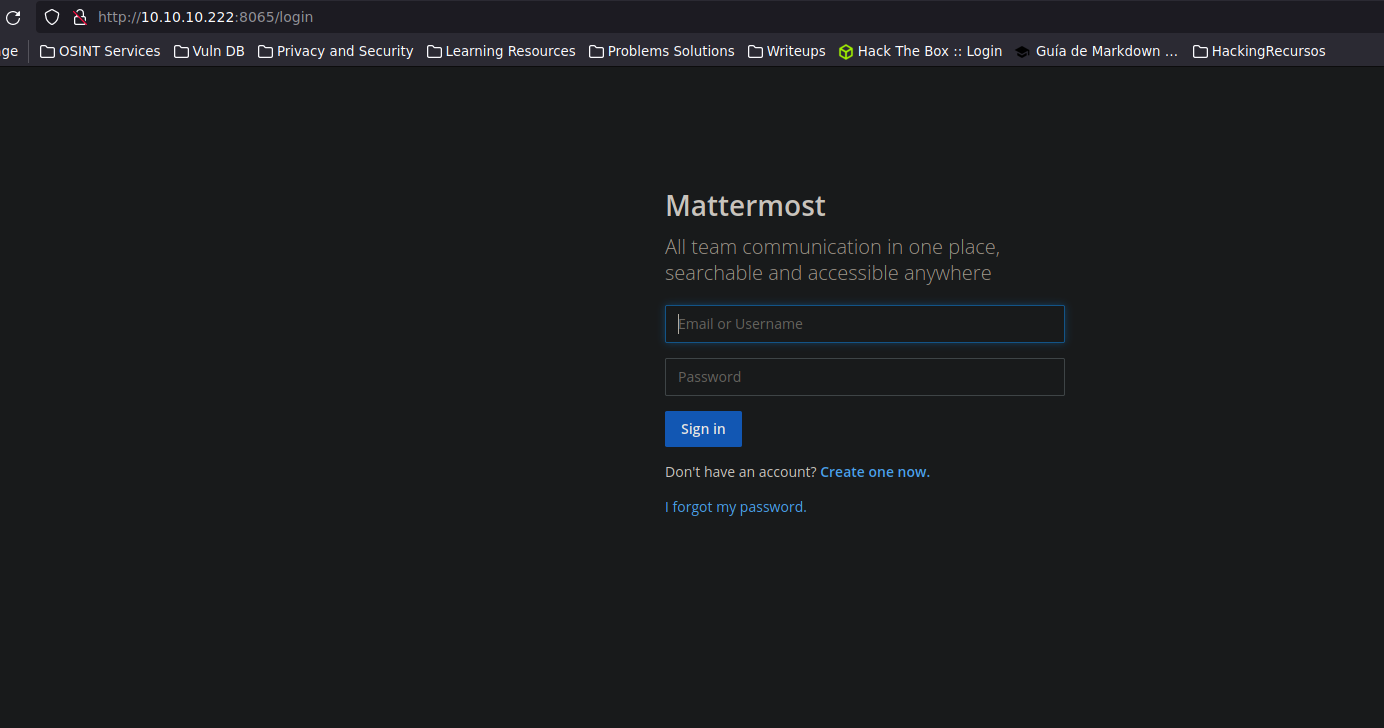 http://10.10.10.222:8065/login
ge OSINT Services Vuln DB Privacy and Security Learning Resources Problems Solutions Writeups Hack The Box :: Login Guía de Markdown ... HackingRecursos
Mattermost
All team communication in one place,
searchable and accessible anywhere
Email or Username
Password
Sign in
Don't have an account? Create one now.
I forgot my password.